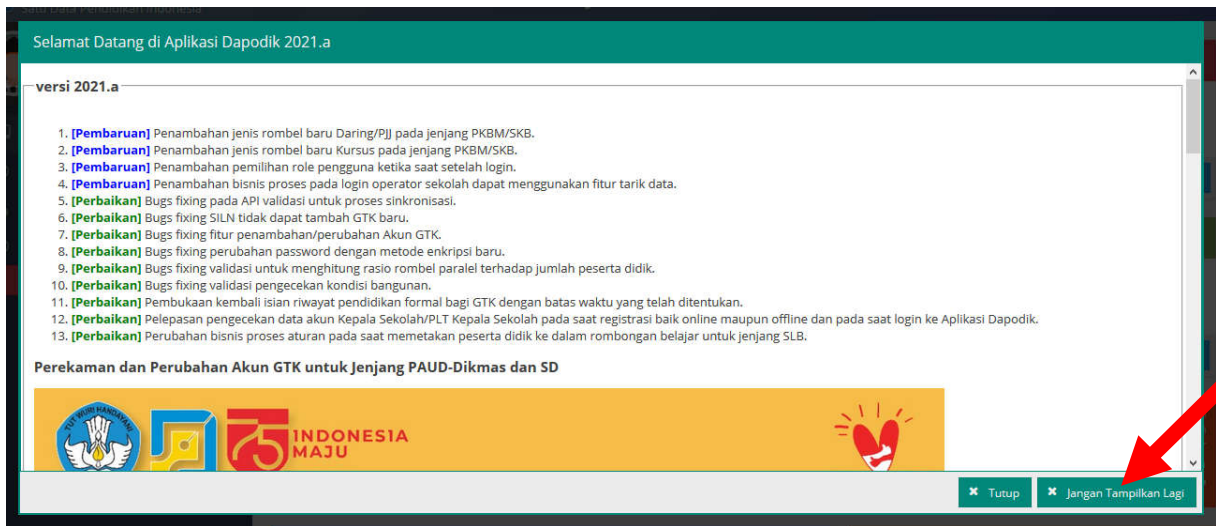 Satu Data Pendidikan Indonesia
Selamat Datang di Aplikasi Dapodik 2021.a
versi 2021.a
1. [Pembaruan] Penambahan jenis rombel baru Daring/PJJ pada jenjang PKBM/SKB.
2. [Pembaruan] Penambahan jenis rombel baru Kursus pada jenjang PKBM/SKB.
3. [Pembaruan] Penambahan pemilihan role pengguna ketika saat setelah login.
4. [Pembaruan] Penambahan bisnis proses pada login operator sekolah dapat menggunakan fitur tarik data.
5. [Perbaikan] Bugs fixing pada API validasi untuk proses sinkronisasi.
6. [Perbaikan] Bugs fixing SILN tidak dapat tambah GTK baru.
7. [Perbaikan] Bugs fixing fitur penambahan/perubahan Akun GTK.
8. [Perbaikan] Bugs fixing perubahan password dengan metode enkripsi baru.
9. [Perbaikan] Bugs fixing validasi untuk menghitung rasio rombel paralel terhadap jumlah peserta didik.
10. [Perbaikan] Bugs fixing validasi pengecekan kondisi bangunan.
11. [Perbaikan] Pembukaan kembali isian riwayat pendidikan formal bagi GTK dengan batas waktu yang telah ditentukan.
12. [Perbaikan] Pelepasan pengecekan data akun Kepala Sekolah/PLT Kepala Sekolah pada saat registrasi baik online maupun offline dan pada saat login ke Aplikasi Dapodik.
13. [Perbaikan] Perubahan bisnis proses aturan pada saat memetakan peserta didik ke dalam rombongan belajar untuk jenjang SLB.
Perekaman dan Perubahan Akun GTK untuk Jenjang PAUD-Dikmas dan SD
TUT WURI HANDAYANI
75 INDONESIA
MAJU
Tutup
Jangan Tampilkan Lagi